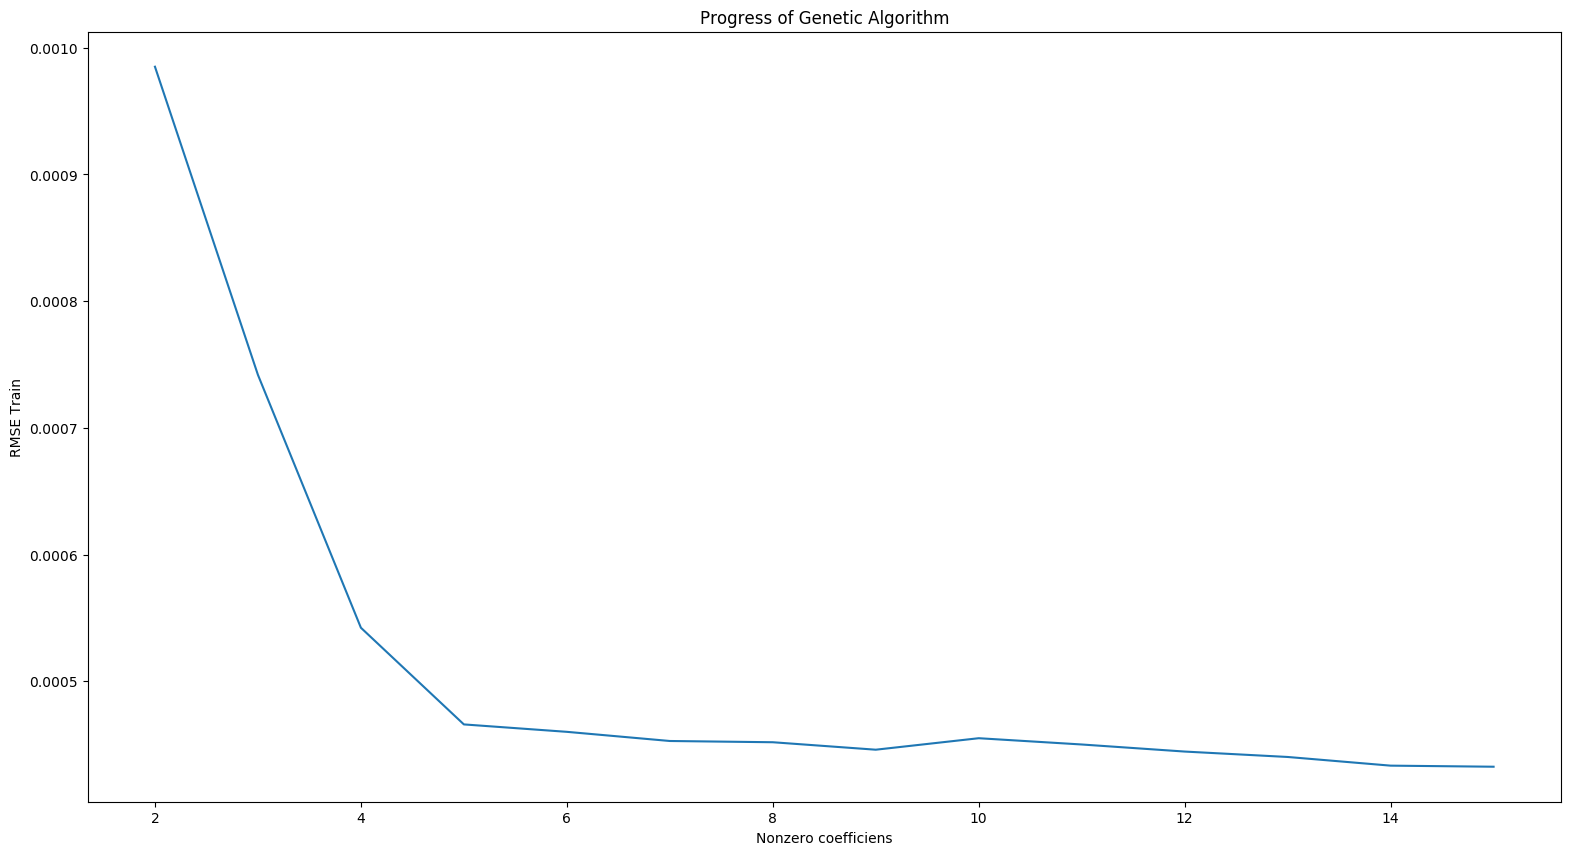 Progress of Genetic Algorithm
0.0010
0.0009
0.0008
0.0007
0.0006
0.0005
RMSE Train
2 4 6 8 10 12 14
Nonzero coefficiens